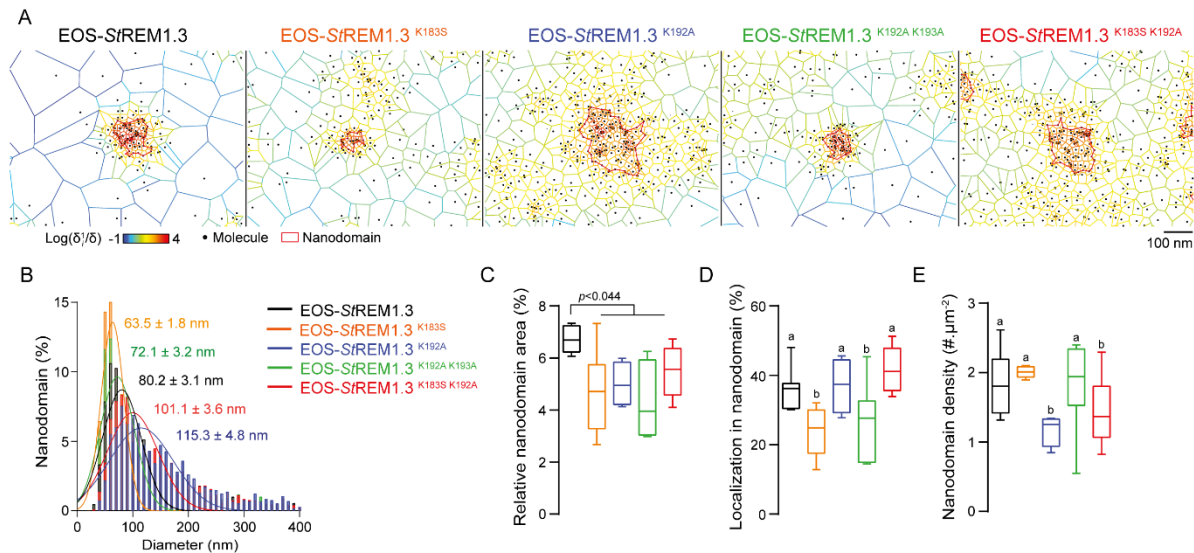 A
EOS-StREM1.3
EOS-StREM1.3 K183S
EOS-StREM1.3 K192A
EOS-StREM1.3 K192A K193A
EOS-StREM1.3 K183S K192A
Log(δ¹ᵢ/δ) -1 4 • Molecule Nanodomain
100 nm
B
Nanodomain (%)
15
10
5
0
0 100 200 300 400
Diameter (nm)
63.5 ± 1.8 nm
72.1 ± 3.2 nm
80.2 ± 3.1 nm
101.1 ± 3.6 nm
115.3 ± 4.8 nm
EOS-StREM1.3
EOS-StREM1.3 K183S
EOS-StREM1.3 K192A
EOS-StREM1.3 K192A K193A
EOS-StREM1.3 K183S K192A
C
Relative nanodomain area (%)
8
6
4
2
0
p<0.044
D
Localization in nanodomain (%)
60
40
20
0
a b a b a
E
Nanodomain density (#.µm⁻²)
3
2
1
0
a a b a b